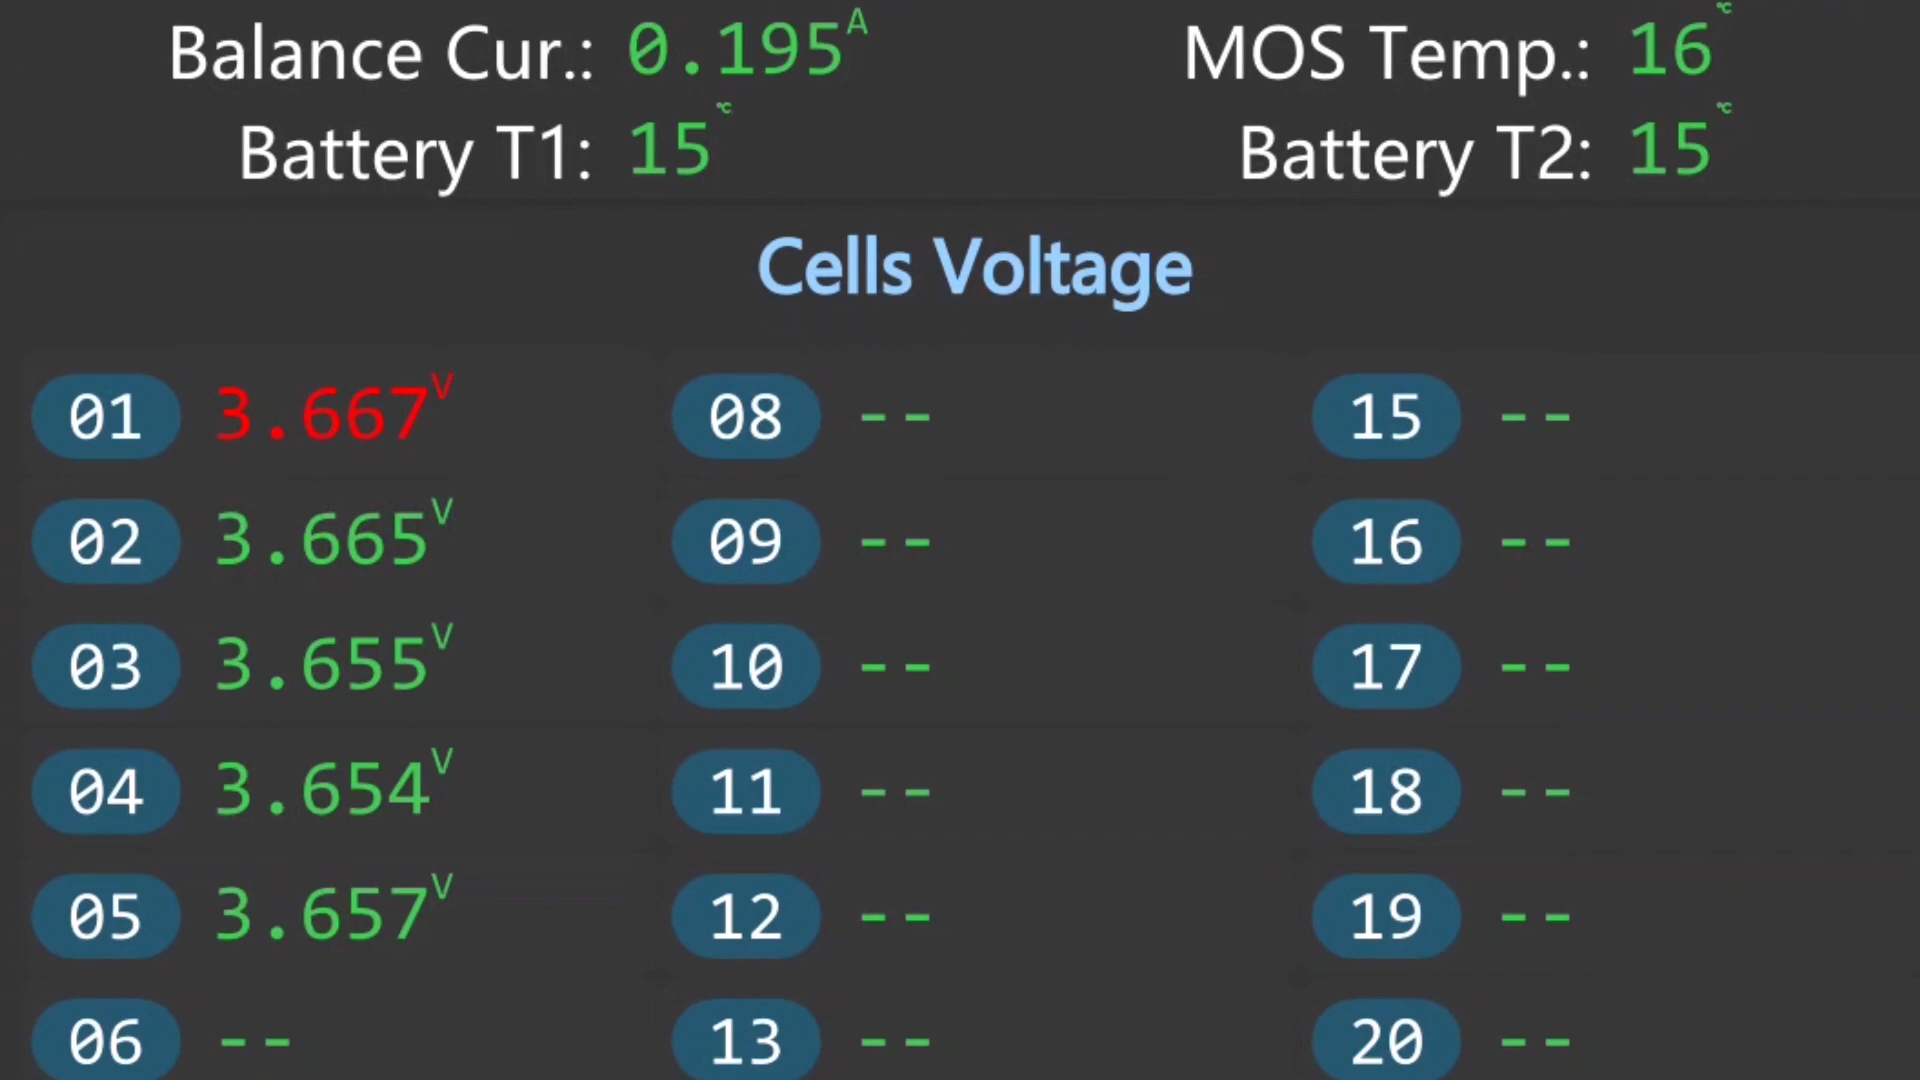 Balance Cur.: 0.195A MOS Temp.: 16℃
Battery T1: 15℃ Battery T2: 15℃
Cells Voltage
01 3.667V 08 -- 15 --
02 3.665V 09 -- 16 --
03 3.655V 10 -- 17 --
04 3.654V 11 -- 18 --
05 3.657V 12 -- 19 --
06 -- 13 -- 20 --